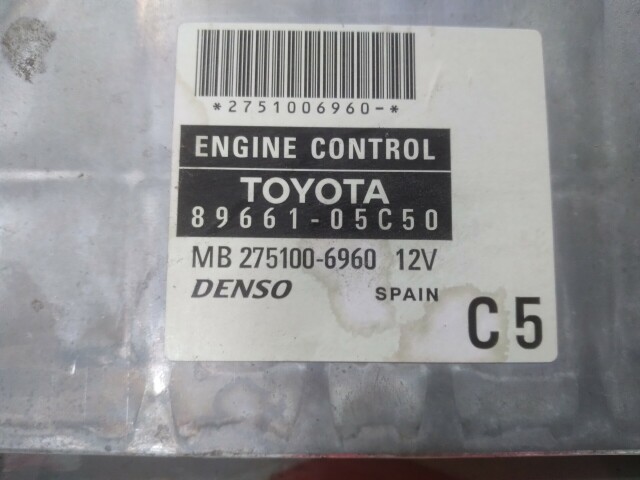 *2751006960-*
ENGINE CONTROL
TOYOTA
89661-05C50
MB 275100-6960 12V
DENSO SPAIN
C5